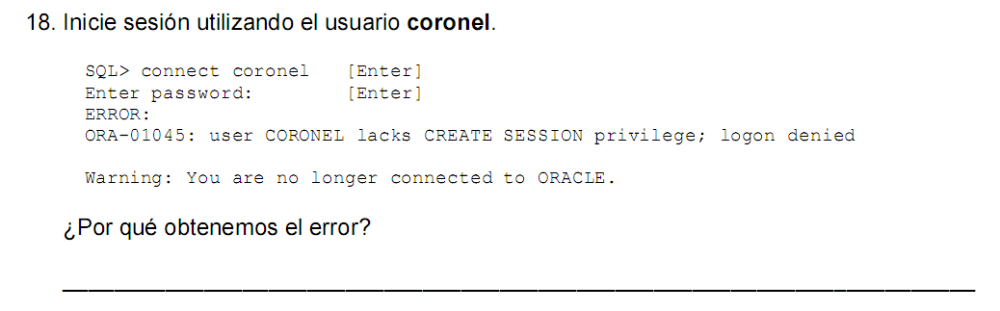 18. Inicie sesión utilizando el usuario coronel.
SQL> connect coronel [Enter]
Enter password: [Enter]
ERROR:
ORA-01045: user CORONEL lacks CREATE SESSION privilege; logon denied
Warning: You are no longer connected to ORACLE.
¿Por qué obtenemos el error?